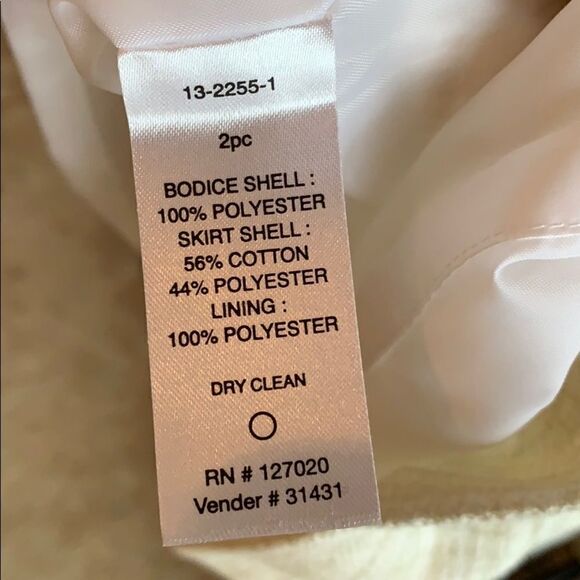 13-2255-1
2pc
BODICE SHELL :
100% POLYESTER
SKIRT SHELL :
56% COTTON
44% POLYESTER
LINING :
100% POLYESTER
DRY CLEAN
RN # 127020
Vender # 31431